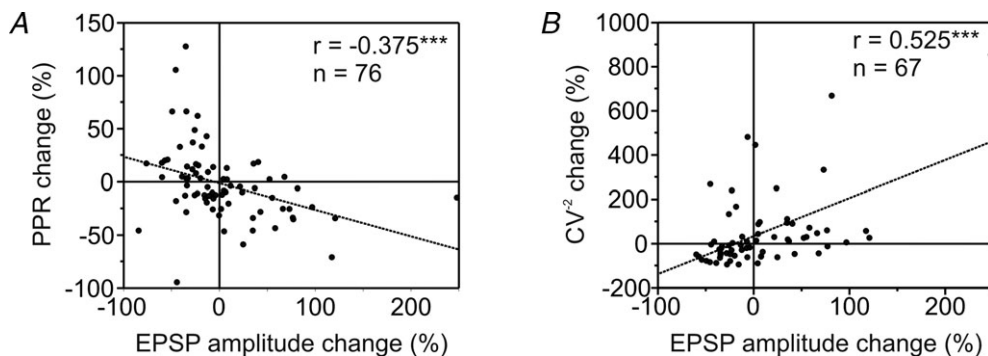 A
150
100
50
0
-50
-100
PPR change (%)
r = -0.375***
n = 76
-100
0
100
200
EPSP amplitude change (%)
B
1000
800
600
400
200
0
-200
CV⁻² change (%)
r = 0.525***
n = 67
-100
0
100
200
EPSP amplitude change (%)